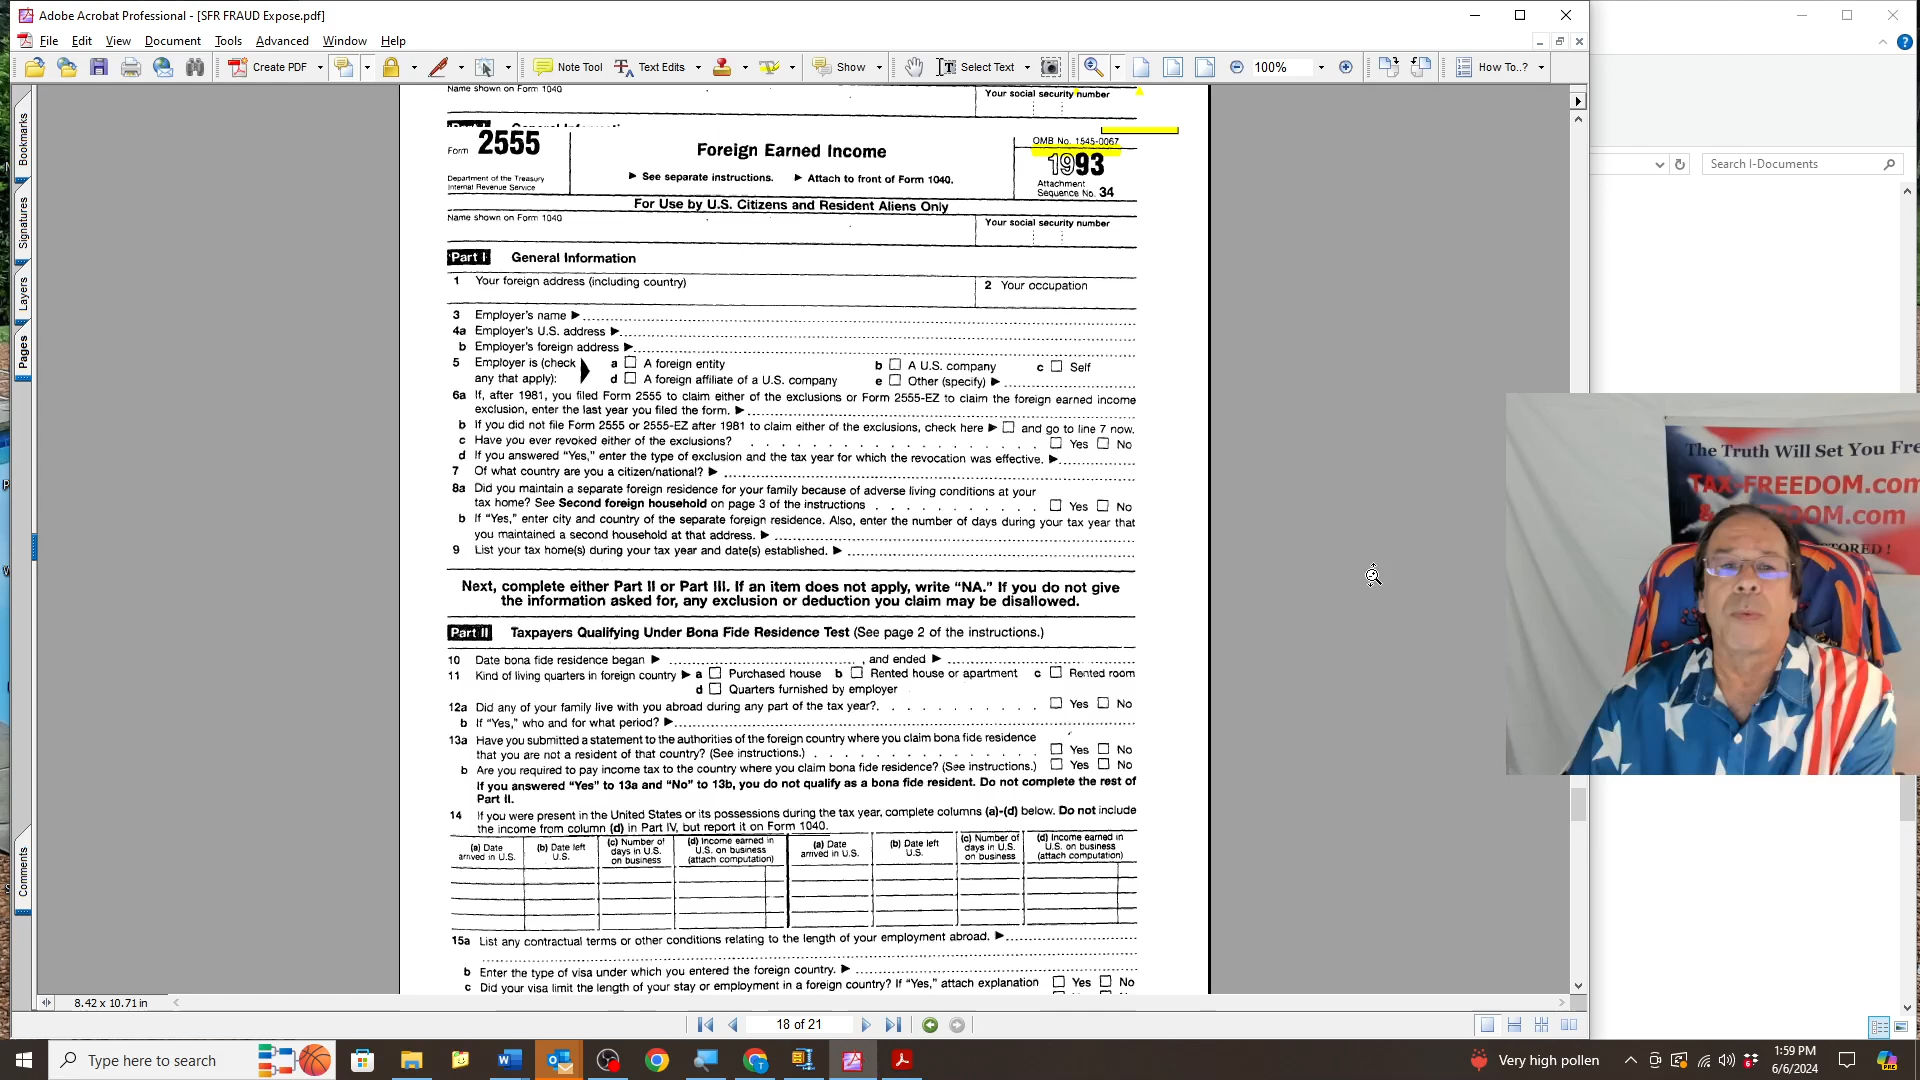 Adobe Acrobat Professional - [SFR FRAUD Expose.pdf]
File Edit View Document Tools Advanced Window Help
Create PDF Note Tool Text Edits Show Select Text 100% How To..?
Search I-Documents
Bookmarks
Signatures
Layers
Pages
Comments
Name shown on Form 1040 Your social security number
Form 2555
Department of the Treasury
Internal Revenue Service
Foreign Earned Income
► See separate instructions. ► Attach to front of Form 1040.
For Use by U.S. Citizens and Resident Aliens Only
OMB No. 1545-0067
1993
Attachment
Sequence No. 34
Name shown on Form 1040 Your social security number
Part I General Information
1 Your foreign address (including country) 2 Your occupation
3 Employer's name ►
4a Employer's U.S. address ►
b Employer's foreign address ►
5 Employer is (check a A foreign entity b A U.S. company c Self
any that apply): d A foreign affiliate of a U.S. company e Other (specify) ►
6a If, after 1981, you filed Form 2555 to claim either of the exclusions or Form 2555-EZ to claim the foreign earned income
exclusion, enter the last year you filed the form. ►
b If you did not file Form 2555 or 2555-EZ after 1981 to claim either of the exclusions, check here ► and go to line 7 now.
c Have you ever revoked either of the exclusions? Yes No
d If you answered "Yes," enter the type of exclusion and the tax year for which the revocation was effective. ►
7 Of what country are you a citizen/national? ►
8a Did you maintain a separate foreign residence for your family because of adverse living conditions at your
tax home? See Second foreign household on page 3 of the instructions Yes No
b If "Yes," enter city and country of the separate foreign residence. Also, enter the number of days during your tax year that
you maintained a second household at that address. ►
9 List your tax home(s) during your tax year and date(s) established. ►
Next, complete either Part II or Part III. If an item does not apply, write "NA." If you do not give
the information asked for, any exclusion or deduction you claim may be disallowed.
Part II Taxpayers Qualifying Under Bona Fide Residence Test (See page 2 of the instructions.)
10 Date bona fide residence began ► , and ended ►
11 Kind of living quarters in foreign country ► a Purchased house b Rented house or apartment c Rented room
d Quarters furnished by employer
12a Did any of your family live with you abroad during any part of the tax year? Yes No
b If "Yes," who and for what period? ►
13a Have you submitted a statement to the authorities of the foreign country where you claim bona fide residence
that you are not a resident of that country? (See instructions.) Yes No
b Are you required to pay income tax to the country where you claim bona fide residence? (See instructions.) Yes No
If you answered "Yes" to 13a and "No" to 13b, you do not qualify as a bona fide resident. Do not complete the rest of
Part II.
14 If you were present in the United States or its possessions during the tax year, complete columns (a)-(d) below. Do not include
the income from column (d) in Part IV, but report it on Form 1040.
(a) Date arrived in U.S. (b) Date left U.S. (c) Number of days in U.S. on business (d) Income earned in U.S. on business (attach computation) (a) Date arrived in U.S. (b) Date left U.S. (c) Number of days in U.S. on business (d) Income earned in U.S. on business (attach computation)
15a List any contractual terms or other conditions relating to the length of your employment abroad. ►
b Enter the type of visa under which you entered the foreign country. ►
c Did your visa limit the length of your stay or employment in a foreign country? If "Yes," attach explanation Yes No
The Truth Will Set You Fre
TAX-FREEDOM.com
&
DOM.com
TORED !
8.42 x 10.71 in
18 of 21
Type here to search
Very high pollen
1:59 PM
6/6/2024